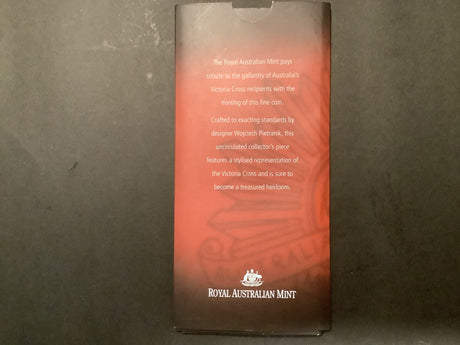 The Royal Australian Mint pays
tribute to the gallantry of Australia's
Victoria Cross recipients with the
minting of this fine coin.
Crafted to exacting standards by
designer Wojciech Pietranik, this
uncirculated collector's piece
features a stylised representation of
the Victoria Cross and is sure to
become a treasured heirloom.
AUSTRALIA
ROYAL AUSTRALIAN MINT